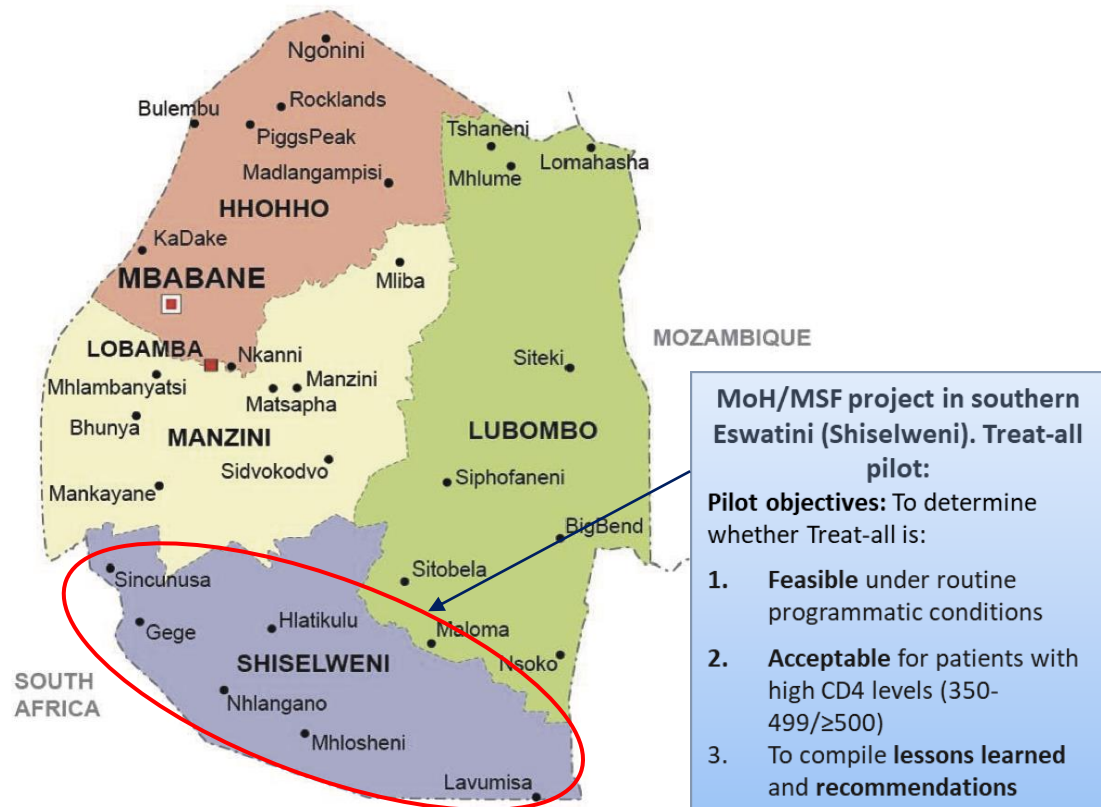 Ngonini
Rocklands
Bulembu
PiggsPeak
Tshaneni
Lomahasha
Madlangampisi
Mhlume
HHOHHO
KaDake
MBABANE
Mliba
MOZAMBIQUE
LOBAMBA
Nkanni
Siteki
Mhlambanyatsi
Manzini
Matsapha
Bhunya
MANZINI
LUBOMBO
Sidvokodvo
Siphofaneni
Mankayane
BigBend
Sincunusa
Sitobela
Gege
Hlatikulu
Maloma
SHISELWENI
Nsoko
SOUTH
AFRICA
Nhlangano
Mhlosheni
Lavumisa
MoH/MSF project in southern
Eswatini (Shiselweni). Treat-all
pilot:
Pilot objectives: To determine
whether Treat-all is:
1. Feasible under routine
programmatic conditions
2. Acceptable for patients with
high CD4 levels (350-
499/≥500)
3. To compile lessons learned
and recommendations